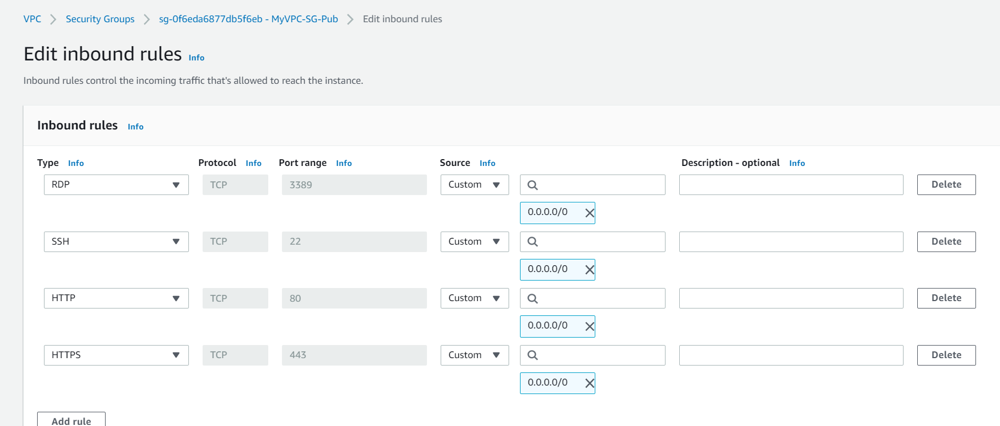 VPC > Security Groups > sg-0f6eda6877db5f6eb - MyVPC-SG-Pub > Edit inbound rules
Edit inbound rules Info
Inbound rules control the incoming traffic that's allowed to reach the instance.
Inbound rules Info
Type Info Protocol Info Port range Info Source Info Description - optional Info
RDP TCP 3389 Custom Delete
0.0.0.0/0
SSH TCP 22 Custom Delete
0.0.0.0/0
HTTP TCP 80 Custom Delete
0.0.0.0/0
HTTPS TCP 443 Custom Delete
0.0.0.0/0
Add rule